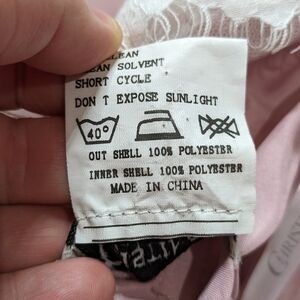 CLEAN
CLEAN SOLVENT
SHORT CYCLE
DON T EXPOSE SUNLIGHT
40°
OUT SHELL 100% POLYESTER
INNER SHELL 100% POLYESTER
MADE IN CHINA